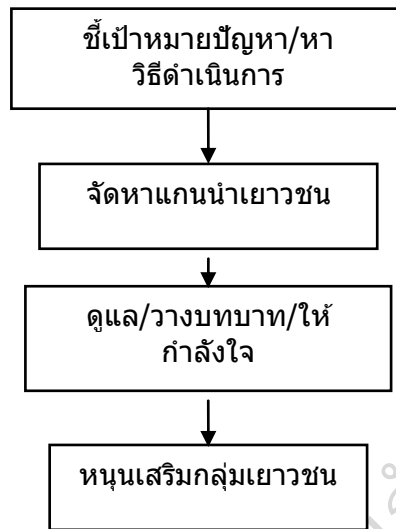 ชี้เป้าหมายปัญหา/หา
วิธีดำเนินการ
จัดหาแกนนำเยาวชน
ดูแล/วางบทบาท/ให้
กำลังใจ
หนุนเสริมกลุ่มเยาวชน